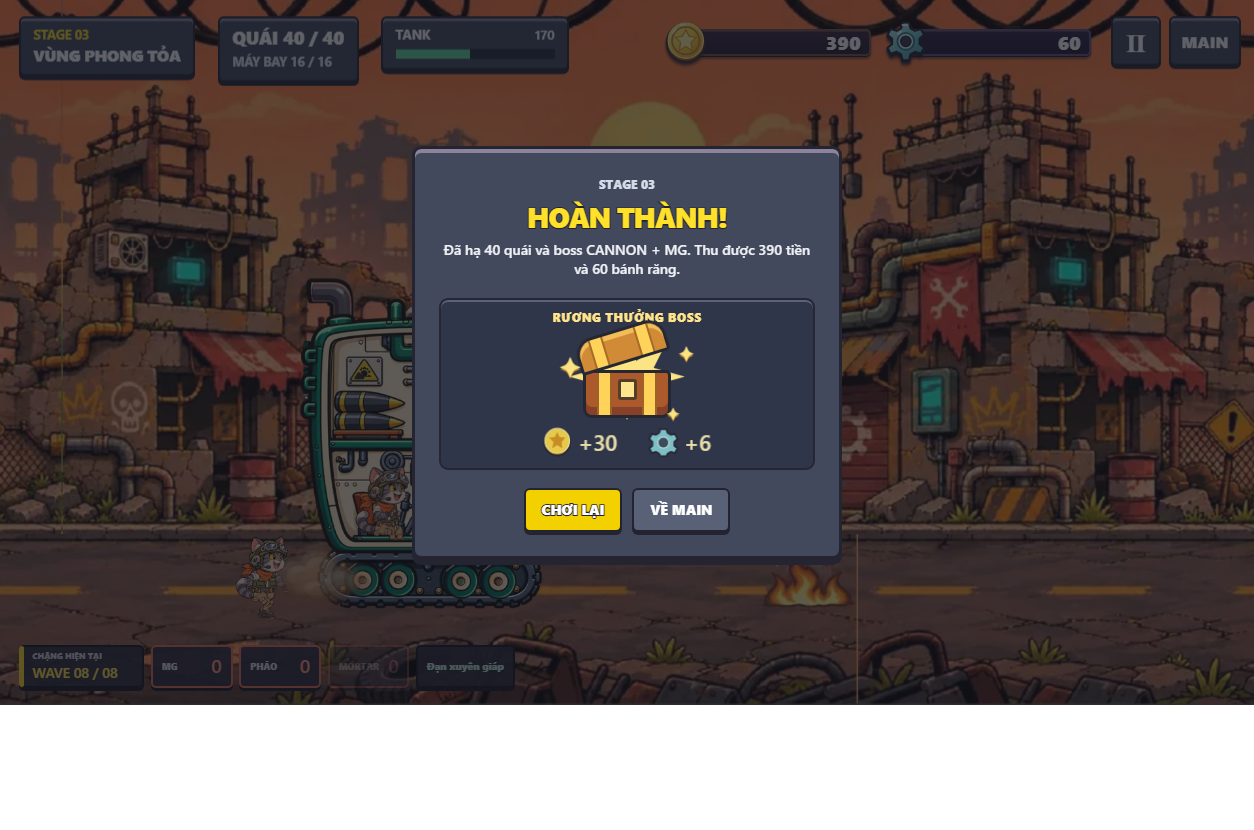 STAGE 03
VÙNG PHONG TỎA
QUÁI 40 / 40
MÁY BAY 16 / 16
TANK 170
390
60
II
MAIN
STAGE 03
HOÀN THÀNH!
Đã hạ 40 quái và boss CANNON + MG. Thu được 390 tiền
và 60 bánh răng.
RƯƠNG THƯỞNG BOSS
+30 +6
CHƠI LẠI
VỀ MAIN
CHẶNG HIỆN TẠI
WAVE 08 / 08
MG 0
PHÁO 0
MORTAR 0
Đạn xuyên giáp